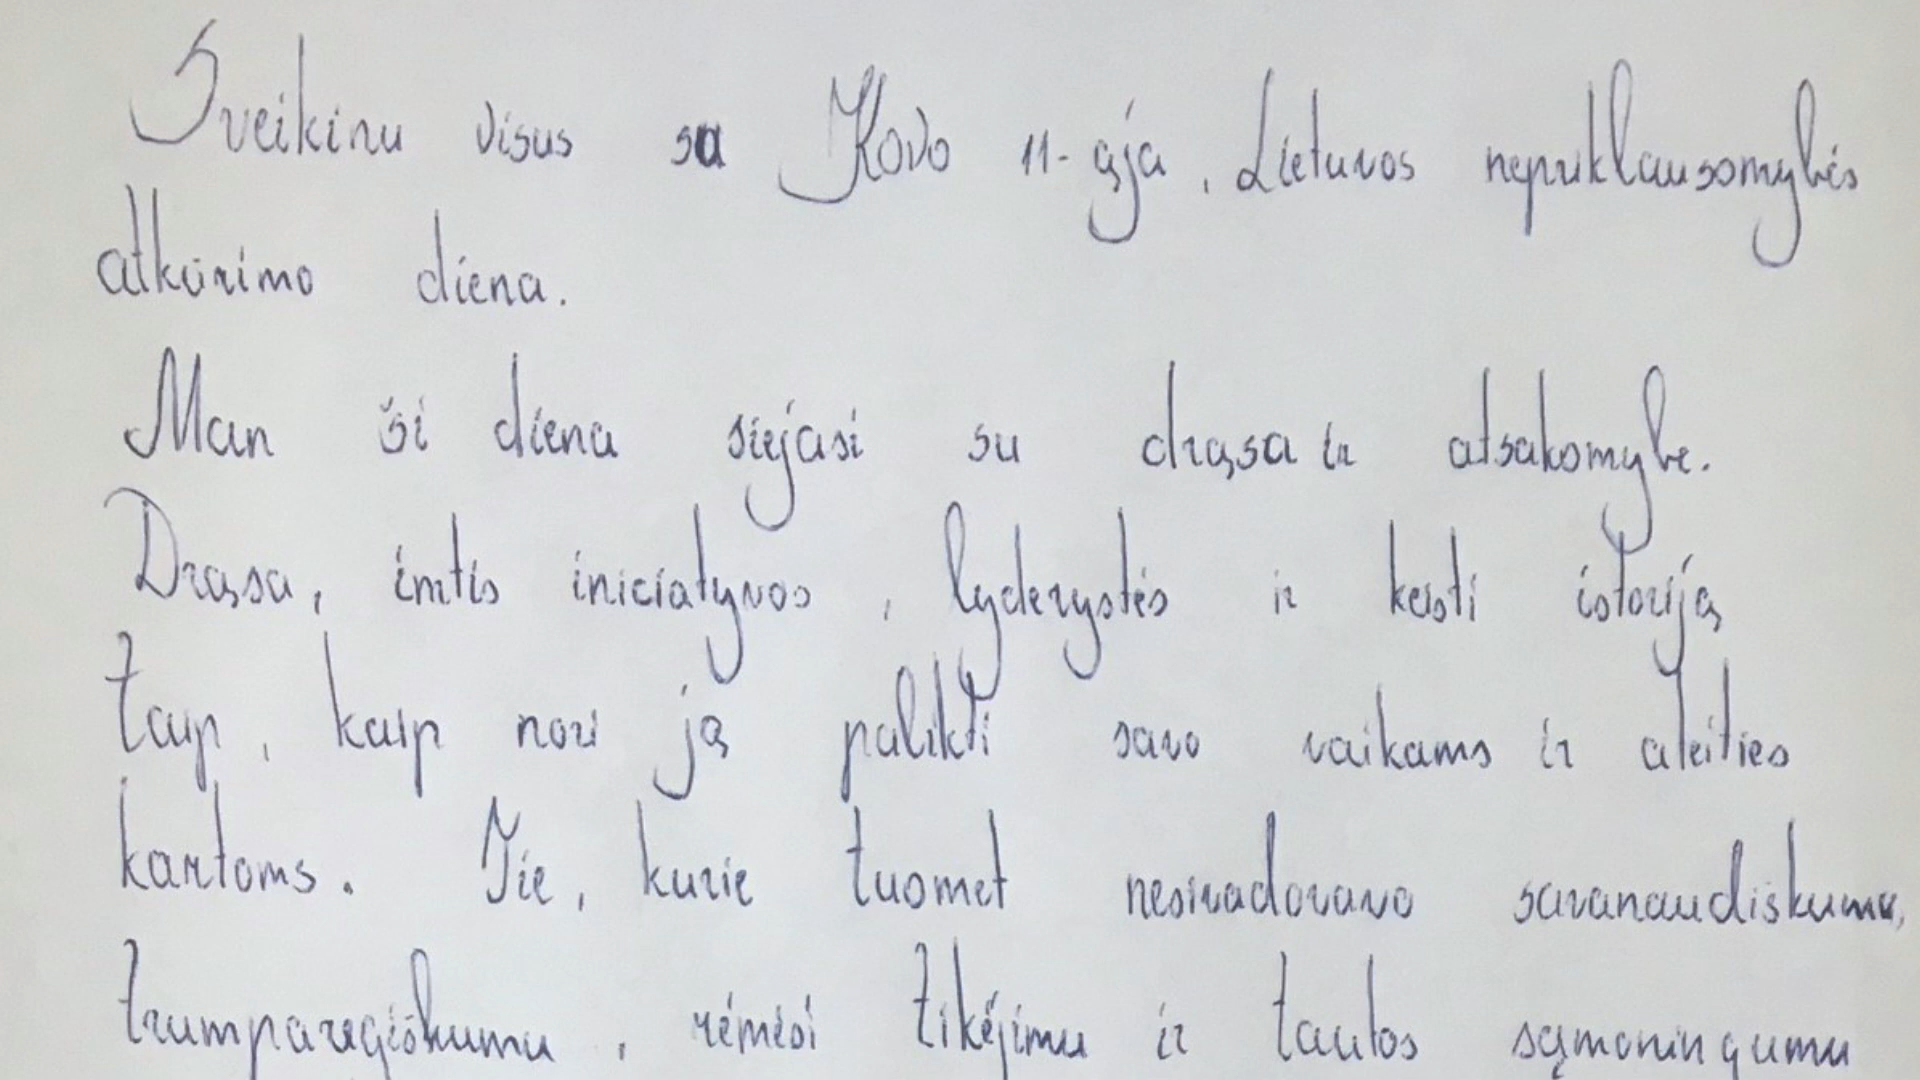 Sveikinu visus su Kovo 11-ąja, Lietuvos nepriklausomybės
atkūrimo diena.
Man ši diena siejasi su drąsa ir atsakomybe.
Drąsa, imtis iniciatyvos, lyderystės ir keisti istoriją
taip, kaip nori ją palikti savo vaikams ir ateities
kartoms. Tie, kurie tuomet nesivadovavo savanaudiškumu,
trumparegiškumu, rėmėsi tikėjimu ir tautos sąmoningumu